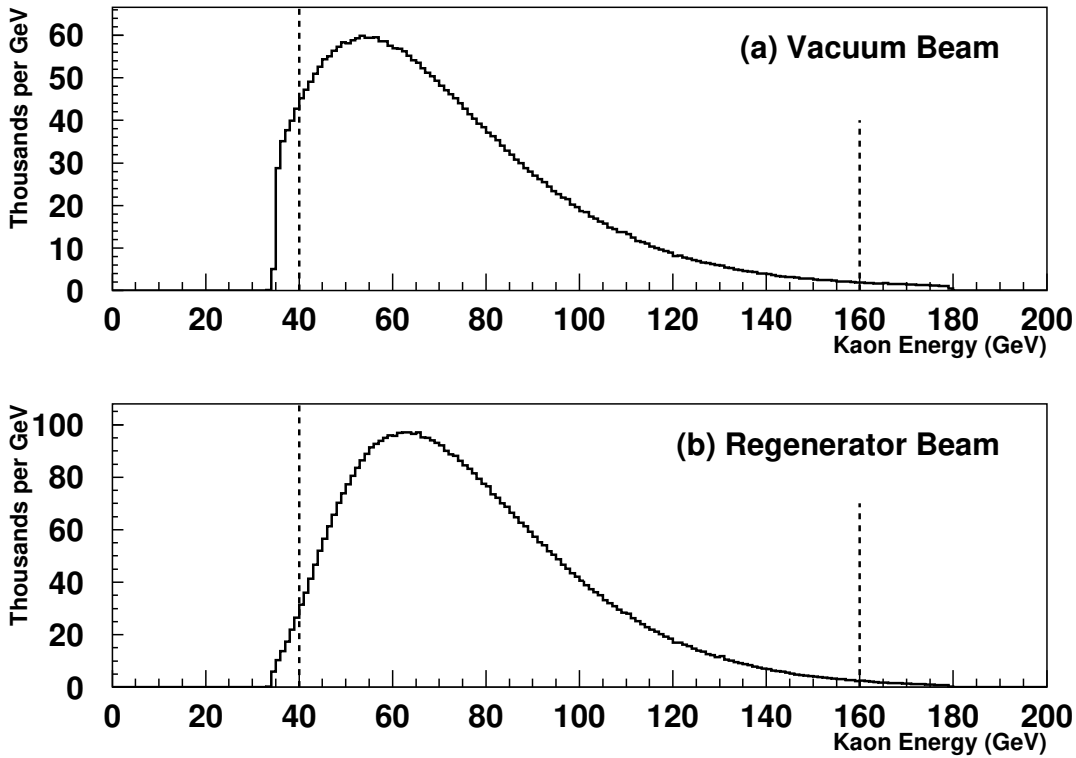 Thousands per GeV
60
50
40
30
20
10
0
(a) Vacuum Beam
0 20 40 60 80 100 120 140 160 180 200
Kaon Energy (GeV)
Thousands per GeV
100
80
60
40
20
0
(b) Regenerator Beam
0 20 40 60 80 100 120 140 160 180 200
Kaon Energy (GeV)